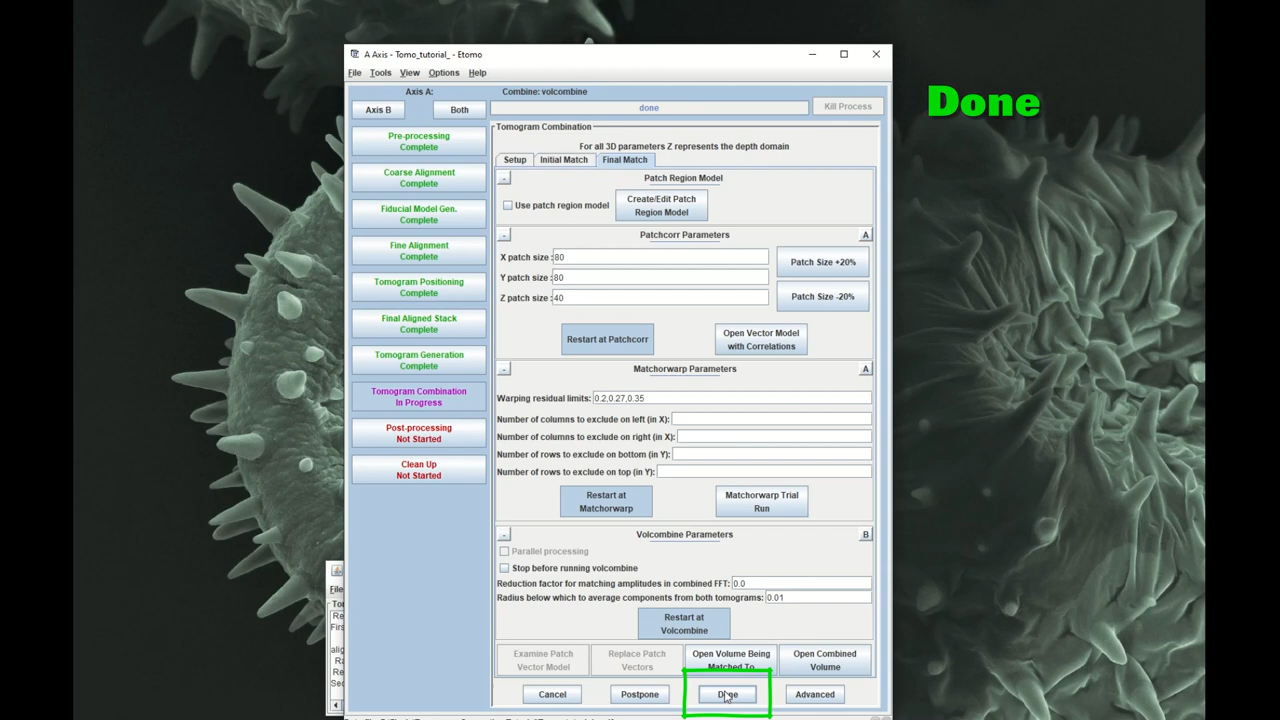 A Axis - Tomo_tutorial_ - Etomo
File Tools View Options Help
Axis A:
Combine: volcombine
Axis B
Both
done
Kill Process
Done
Pre-processing
Complete
Coarse Alignment
Complete
Fiducial Model Gen.
Complete
Fine Alignment
Complete
Tomogram Positioning
Complete
Final Aligned Stack
Complete
Tomogram Generation
Complete
Tomogram Combination
In Progress
Post-processing
Not Started
Clean Up
Not Started
Tomogram Combination
For all 3D parameters Z represents the depth domain
Setup
Initial Match
Final Match
- Patch Region Model
Use patch region model
Create/Edit Patch
Region Model
- Patchcorr Parameters A
X patch size : 80
Y patch size : 80
Z patch size : 40
Patch Size +20%
Patch Size -20%
Restart at Patchcorr
Open Vector Model
with Correlations
- Matchorwarp Parameters A
Warping residual limits: 0.2,0.27,0.35
Number of columns to exclude on left (in X):
Number of columns to exclude on right (in X):
Number of rows to exclude on bottom (in Y):
Number of rows to exclude on top (in Y):
Restart at
Matchorwarp
Matchorwarp Trial
Run
- Volcombine Parameters B
Parallel processing
Stop before running volcombine
Reduction factor for matching amplitudes in combined FFT: 0.0
Radius below which to average components from both tomograms: 0.01
Restart at
Volcombine
Examine Patch
Vector Model
Replace Patch
Vectors
Open Volume Being
Matched To
Open Combined
Volume
Cancel
Postpone
Done
Advanced